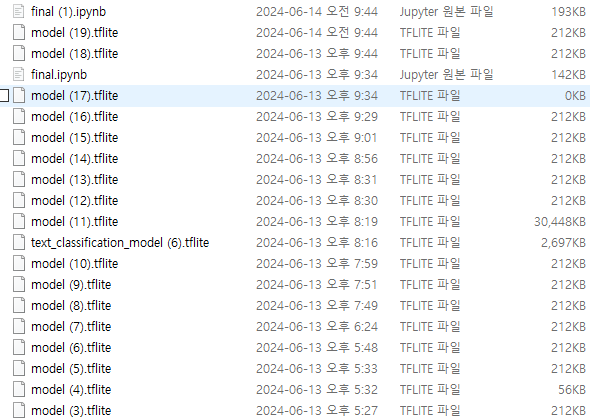 final (1).ipynb 2024-06-14 오전 9:44 Jupyter 원본 파일 193KB
model (19).tflite 2024-06-14 오전 9:44 TFLITE 파일 212KB
model (18).tflite 2024-06-13 오후 9:44 TFLITE 파일 212KB
final.ipynb 2024-06-13 오후 9:34 Jupyter 원본 파일 142KB
model (17).tflite 2024-06-13 오후 9:34 TFLITE 파일 0KB
model (16).tflite 2024-06-13 오후 9:29 TFLITE 파일 212KB
model (15).tflite 2024-06-13 오후 9:01 TFLITE 파일 212KB
model (14).tflite 2024-06-13 오후 8:56 TFLITE 파일 212KB
model (13).tflite 2024-06-13 오후 8:31 TFLITE 파일 212KB
model (12).tflite 2024-06-13 오후 8:30 TFLITE 파일 212KB
model (11).tflite 2024-06-13 오후 8:19 TFLITE 파일 30,448KB
text_classification_model (6).tflite 2024-06-13 오후 8:16 TFLITE 파일 2,697KB
model (10).tflite 2024-06-13 오후 7:59 TFLITE 파일 212KB
model (9).tflite 2024-06-13 오후 7:51 TFLITE 파일 212KB
model (8).tflite 2024-06-13 오후 7:49 TFLITE 파일 212KB
model (7).tflite 2024-06-13 오후 6:24 TFLITE 파일 212KB
model (6).tflite 2024-06-13 오후 5:48 TFLITE 파일 212KB
model (5).tflite 2024-06-13 오후 5:33 TFLITE 파일 212KB
model (4).tflite 2024-06-13 오후 5:32 TFLITE 파일 56KB
model (3).tflite 2024-06-13 오후 5:27 TFLITE 파일 212KB